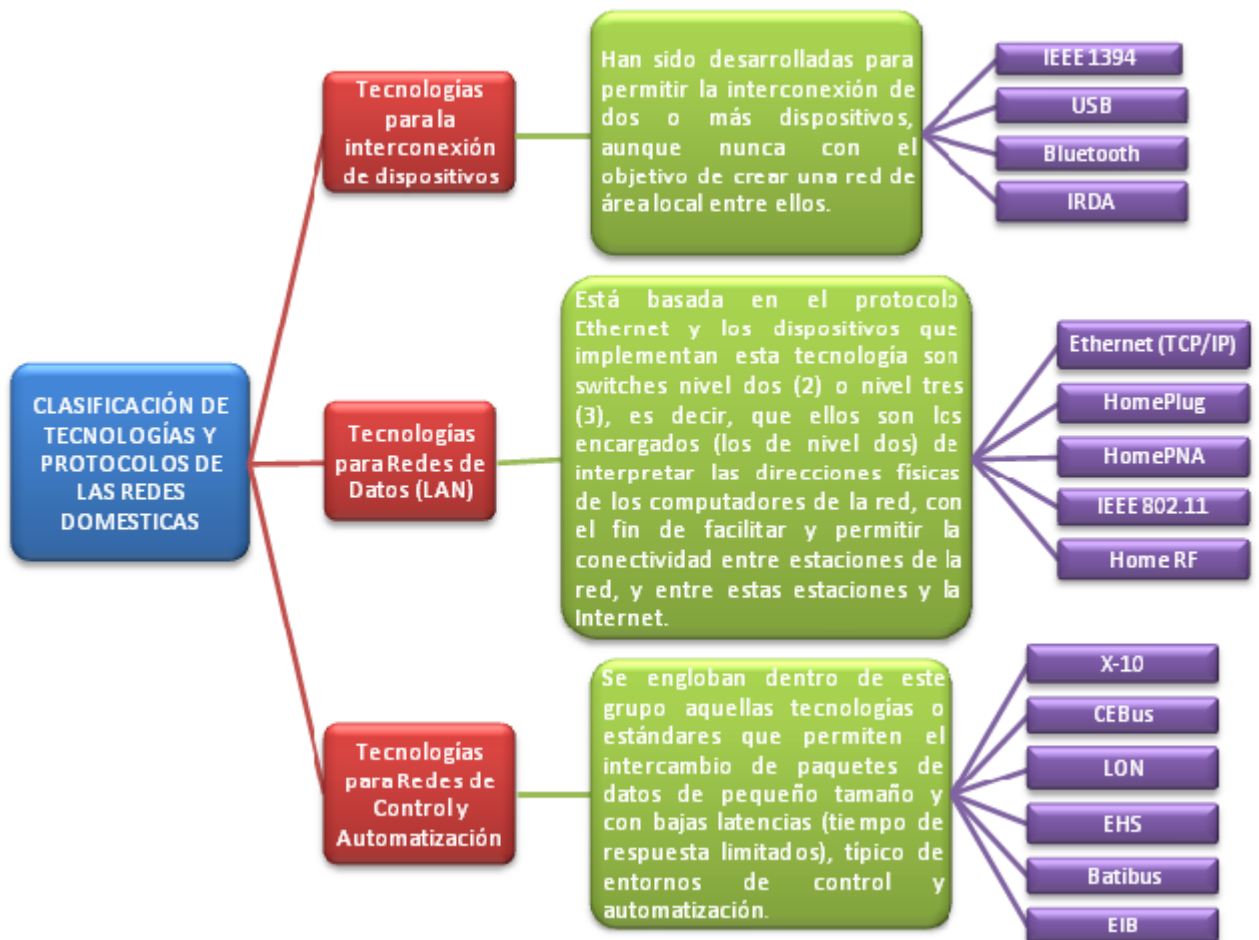 CLASIFICACIÓN DE
TECNOLOGÍAS Y
PROTOCOLOS DE
LAS REDES
DOMESTICAS
Tecnologías
para la
interconexión
de dispositivos
Han sido desarrolladas para
permitir la interconexión de
dos o más dispositivos,
aunque nunca con el
objetivo de crear una red de
área local entre ellos.
IEEE 1394
USB
Bluetooth
IRDA
Tecnologías
para Redes de
Datos (LAN)
Está basada en el protocolo
Ethernet y los dispositivos que
implementan esta tecnología son
switches nivel dos (2) o nivel tres
(3), es decir, que ellos son los
encargados (los de nivel dos) de
interpretar las direcciones físicas
de los computadores de la red, con
el fin de facilitar y permitir la
conectividad entre estaciones de la
red, y entre estas estaciones y la
Internet.
Ethernet (TCP/IP)
HomePlug
HomePNA
IEEE 802.11
Home RF
Tecnologías
para Redes de
Control y
Automatización
Se engloban dentro de este
grupo aquellas tecnologías o
estándares que permiten el
intercambio de paquetes de
datos de pequeño tamaño y
con bajas latencias (tiempo de
respuesta limitados), típico de
entornos de control y
automatización.
X-10
CEBus
LON
EHS
Batibus
EIB